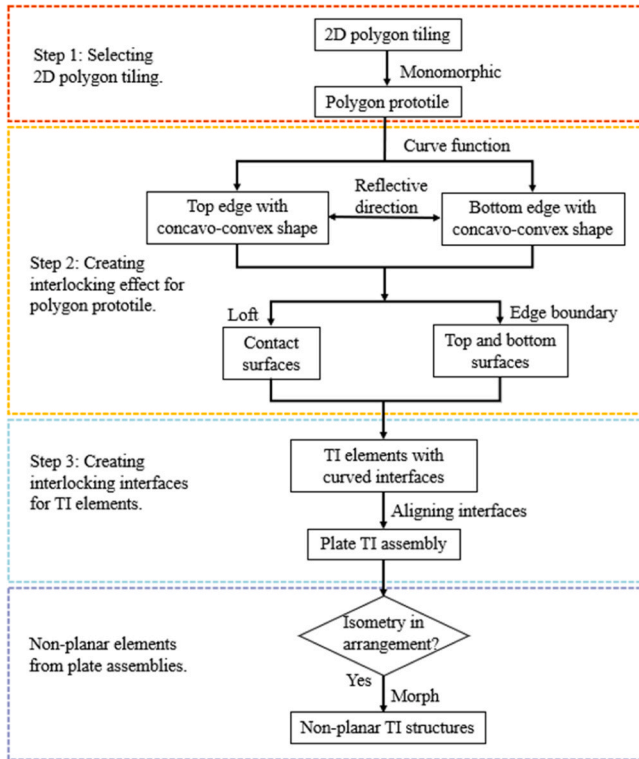 Step 1: Selecting
2D polygon tiling.
2D polygon tiling
Monomorphic
Polygon prototile
Step 2: Creating
interlocking effect for
polygon prototile.
Curve function
Top edge with
concavo-convex shape
Reflective
direction
Bottom edge with
concavo-convex shape
Loft
Edge boundary
Contact
surfaces
Top and bottom
surfaces
Step 3: Creating
interlocking interfaces
for TI elements.
TI elements with
curved interfaces
Aligning interfaces
Plate TI assembly
Non-planar elements
from plate assemblies.
Isometry in
arrangement?
Yes
Morph
Non-planar TI structures